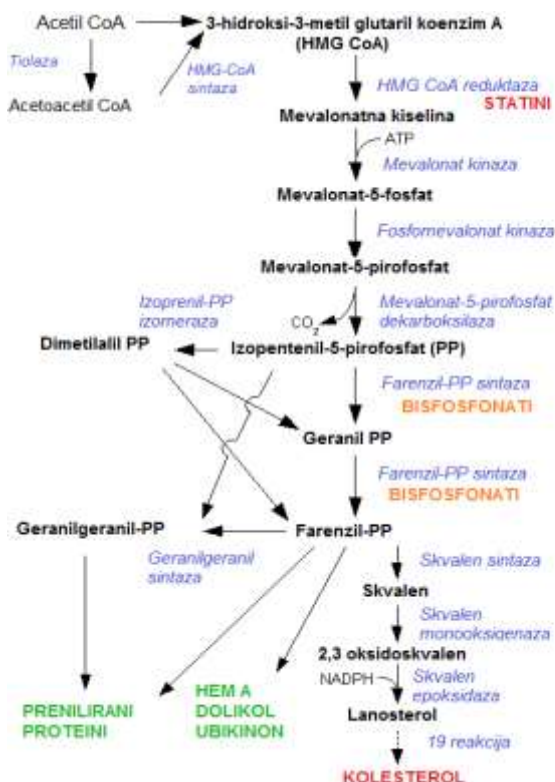 Acetil CoA
3-hidroksi-3-metil glutaril koenzim A
(HMG CoA)
Tiolaza
HMG-CoA
sintaza
Acetoacetil CoA
HMG CoA reduktaza
STATINI
Mevalonatna kiselina
ATP
Mevalonat kinaza
Mevalonat-5-fosfat
Fosfomevalonat kinaza
Mevalonat-5-pirofosfat
Izoprenil-PP
izomeraza
CO2
Mevalonat-5-pirofosfat
dekarboksilaza
Dimetilalil PP
Izopentenil-5-pirofosfat (PP)
Farenzil-PP sintaza
BISFOSFONATI
Geranil PP
Farenzil-PP sintaza
BISFOSFONATI
Geranilgeranil-PP
Farenzil-PP
Geranilgeranil
sintaza
Skvalen sintaza
Skvalen
Skvalen
monooksigenaza
2,3 oksidoskvalen
NADPH
Skvalen
epoksidaza
Lanosterol
PRENILIRANI
PROTEINI
HEM A
DOLIKOL
UBIKINON
19 reakcija
KOLESTEROL